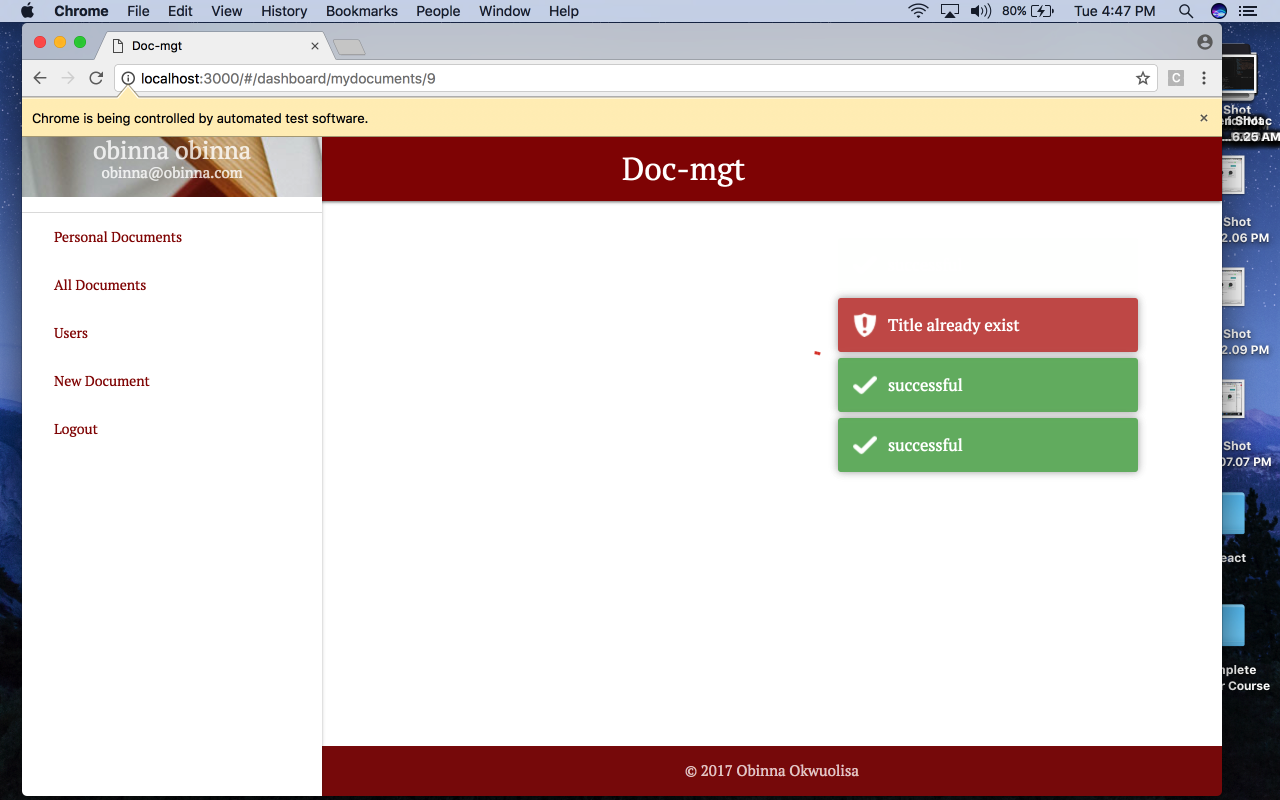 Chrome File Edit View History Bookmarks People Window Help 80% Tue 4:47 PM
Doc-mgt
localhost:3000/#/dashboard/mydocuments/9
C
Chrome is being controlled by automated test software.
obinna obinna
obinna@obinna.com
Doc-mgt
Personal Documents
All Documents
Users
New Document
Logout
Title already exist
successful
successful
© 2017 Obinna Okwuolisa
Shot
6.25 AM
Shot
2.06 PM
Shot
2.09 PM
Shot
07.07 PM
eact
mplete
r Course